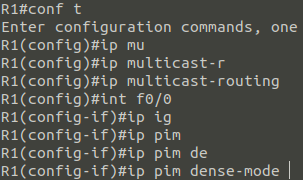 R1#conf t
Enter configuration commands, one
R1(config)#ip mu
R1(config)#ip multicast-r
R1(config)#ip multicast-routing
R1(config)#int f0/0
R1(config-if)#ip ig
R1(config-if)#ip pim
R1(config-if)#ip pim de
R1(config-if)#ip pim dense-mode